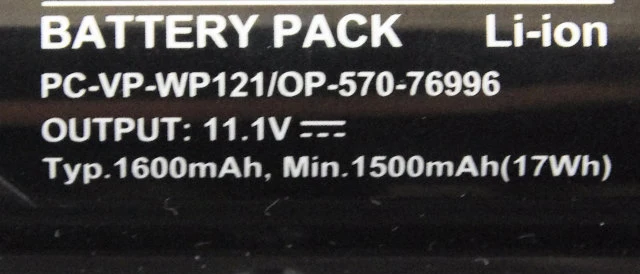 BATTERY PACK Li-ion
PC-VP-WP121/OP-570-76996
OUTPUT: 11.1V ⎓
Typ.1600mAh, Min.1500mAh(17Wh)